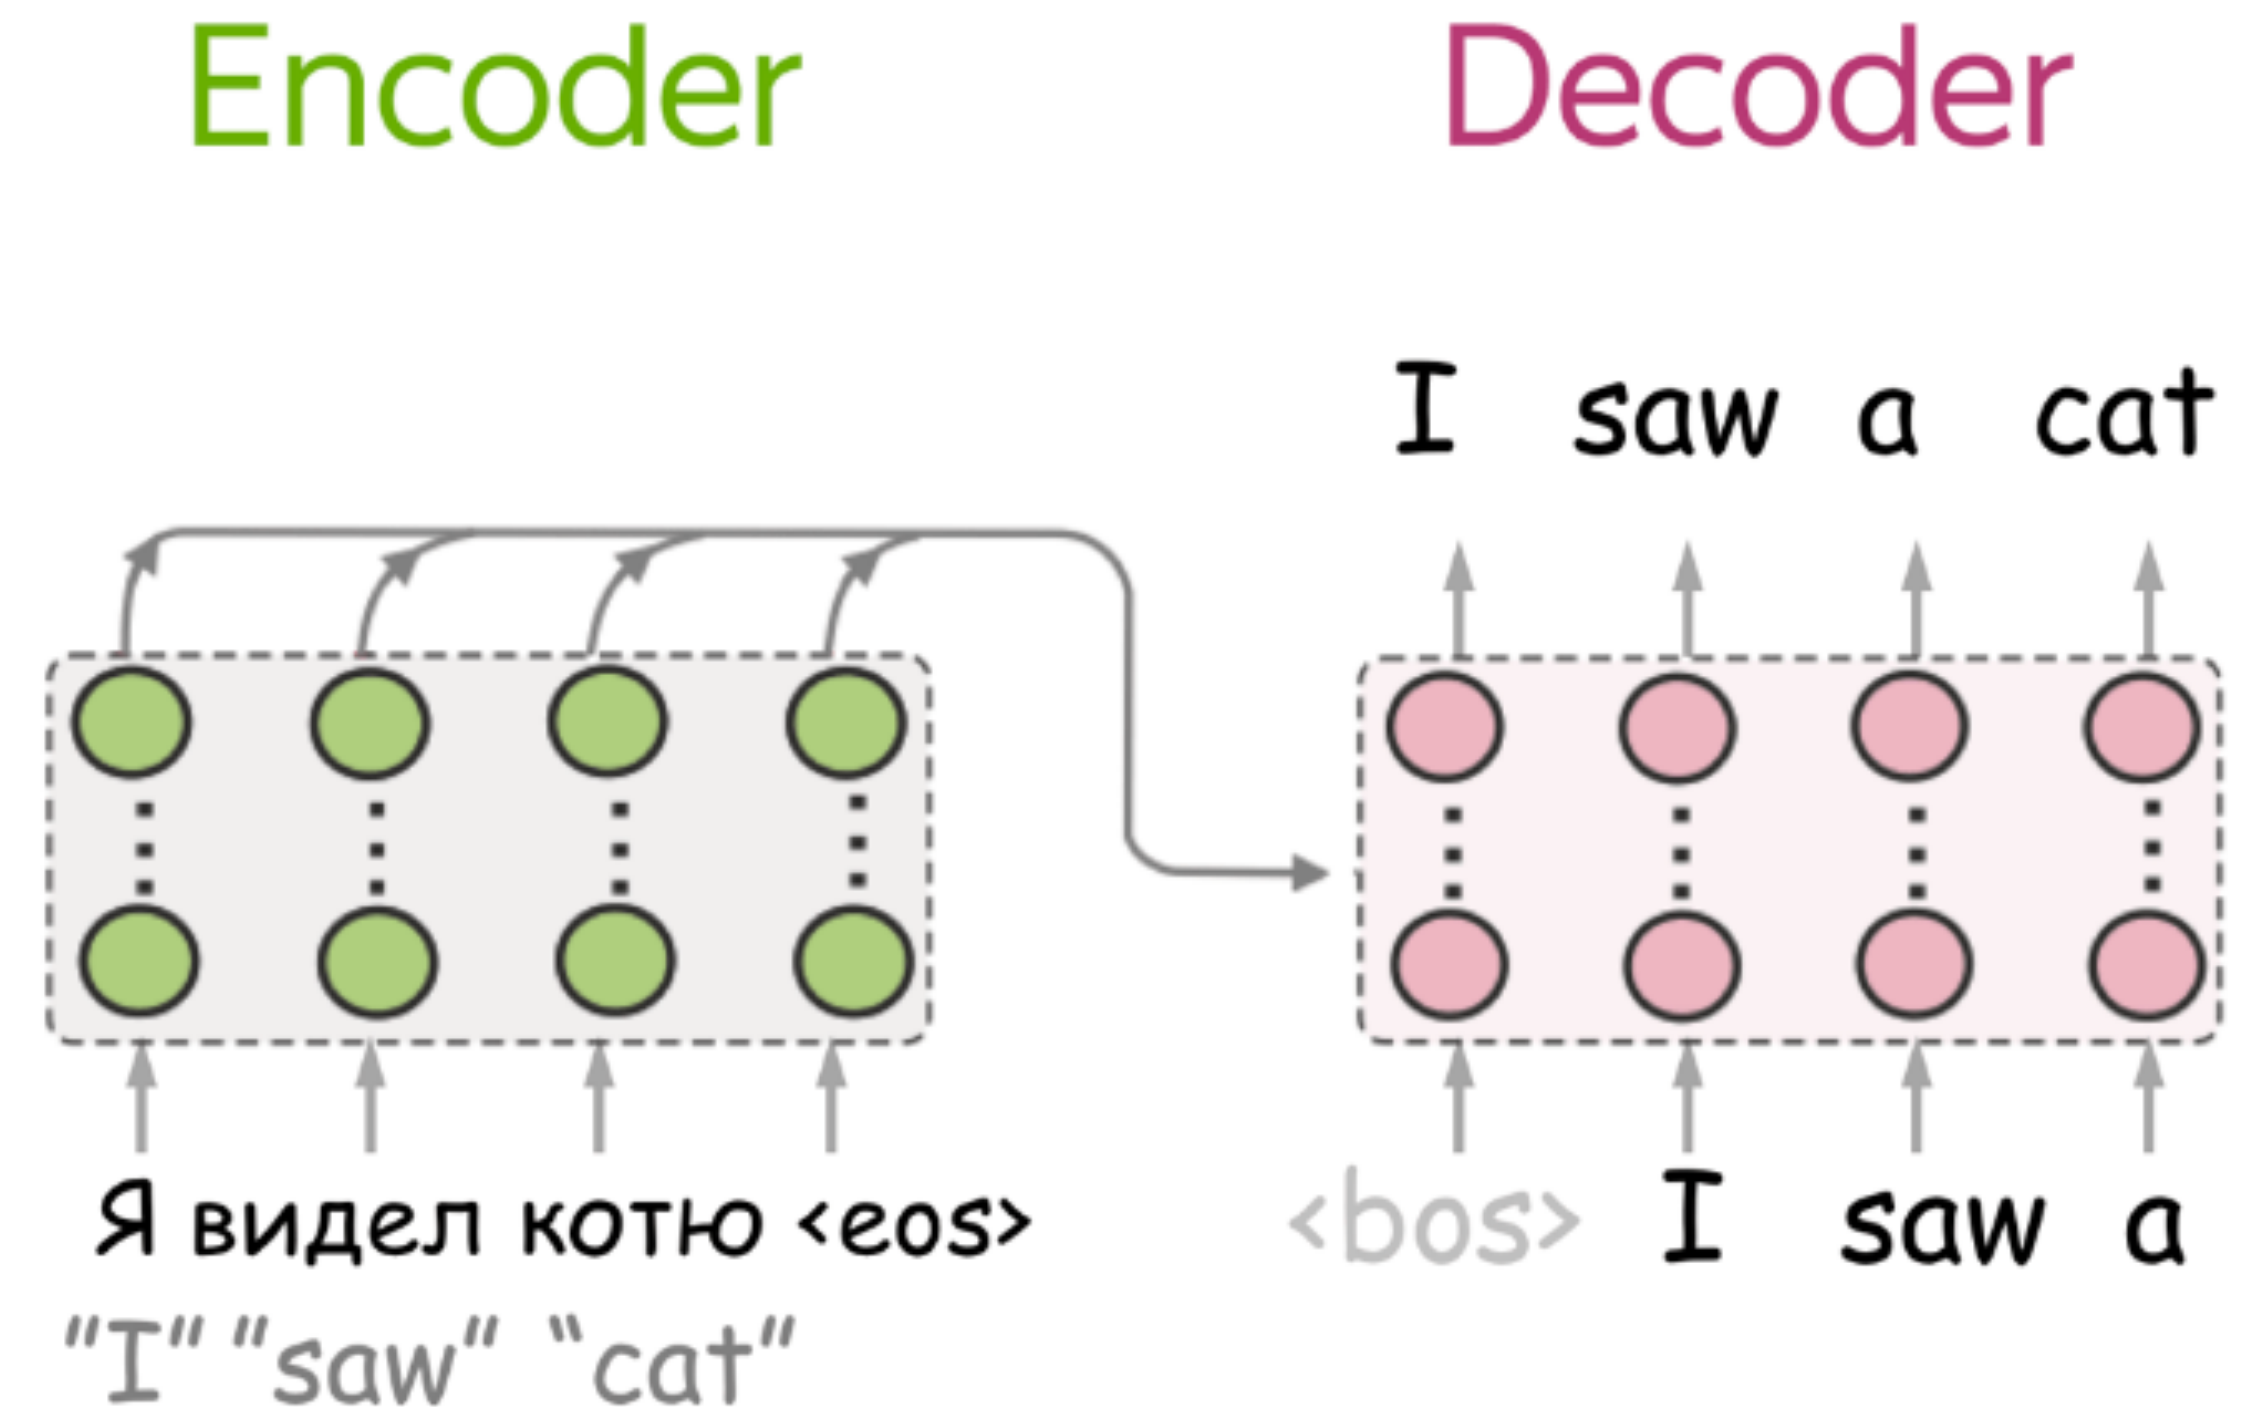 Encoder
Decoder
I saw a cat
Я видел котю <eos>
<bos> I saw a
"I" "saw" “cat"